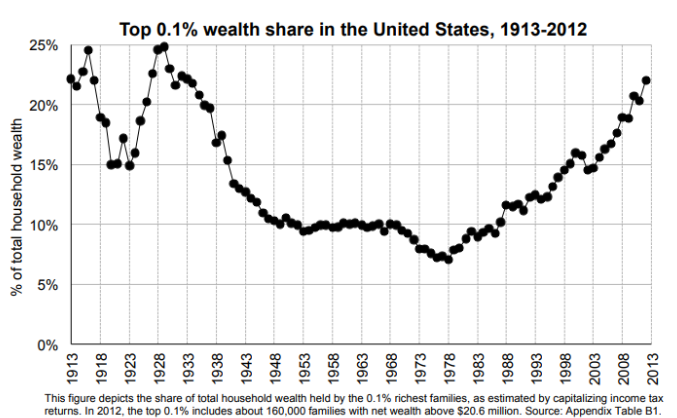 Top 0.1% wealth share in the United States, 1913-2012
% of total household wealth
25%
20%
15%
10%
5%
0%
1913 1918 1923 1928 1933 1938 1943 1948 1953 1958 1963 1968 1973 1978 1983 1988 1993 1998 2003 2008 2013
This figure depicts the share of total household wealth held by the 0.1% richest families, as estimated by capitalizing income tax
returns. In 2012, the top 0.1% includes about 160,000 families with net wealth above $20.6 million. Source: Appendix Table B1.